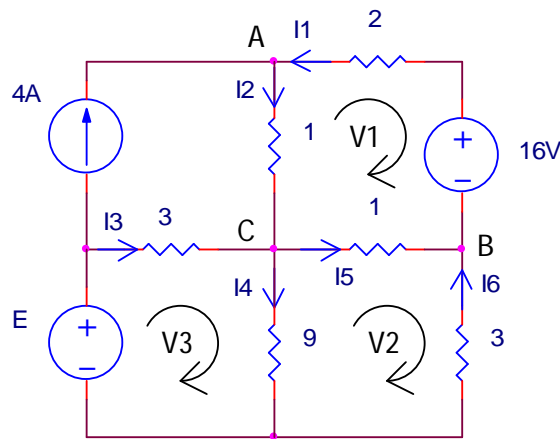 A I1 2
4A I2 1 V1 + − 16V
I3 3 C 1 B
I4 I5 I6
E + − V3 9 V2 3